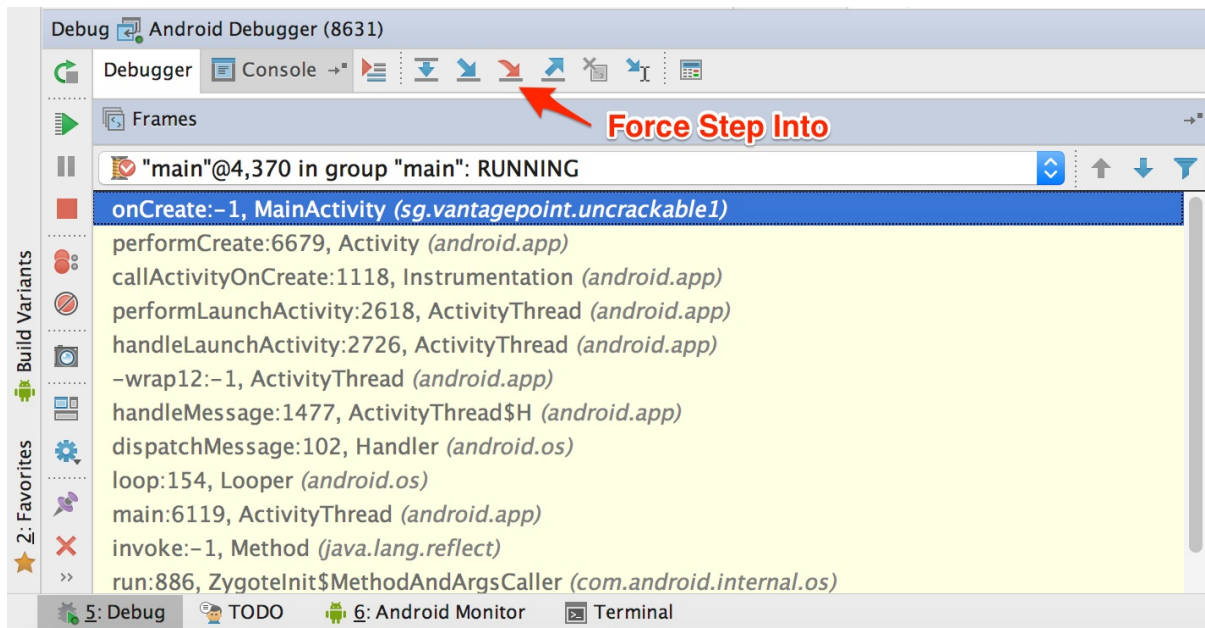 Debug Android Debugger (8631)
Debugger Console
Force Step Into
Frames
"main"@4,370 in group "main": RUNNING
onCreate:-1, MainActivity (sg.vantagepoint.uncrackable1)
performCreate:6679, Activity (android.app)
callActivityOnCreate:1118, Instrumentation (android.app)
performLaunchActivity:2618, ActivityThread (android.app)
handleLaunchActivity:2726, ActivityThread (android.app)
-wrap12:-1, ActivityThread (android.app)
handleMessage:1477, ActivityThread$H (android.app)
dispatchMessage:102, Handler (android.os)
loop:154, Looper (android.os)
main:6119, ActivityThread (android.app)
invoke:-1, Method (java.lang.reflect)
run:886, ZygoteInit$MethodAndArgsCaller (com.android.internal.os)
Build Variants
2: Favorites
5: Debug TODO 6: Android Monitor Terminal